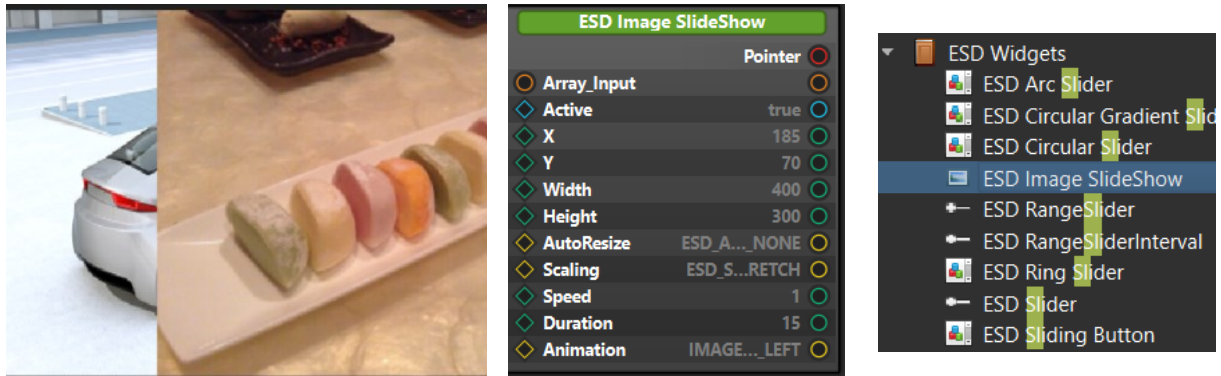 ESD Image SlideShow
Pointer
Array_Input
Active true
X 185
Y 70
Width 400
Height 300
AutoResize ESD_A..._NONE
Scaling ESD_S...RETCH
Speed 1
Duration 15
Animation IMAGE..._LEFT
ESD Widgets
ESD Arc Slider
ESD Circular Gradient Slid
ESD Circular Slider
ESD Image SlideShow
ESD RangeSlider
ESD RangeSliderInterval
ESD Ring Slider
ESD Slider
ESD Sliding Button